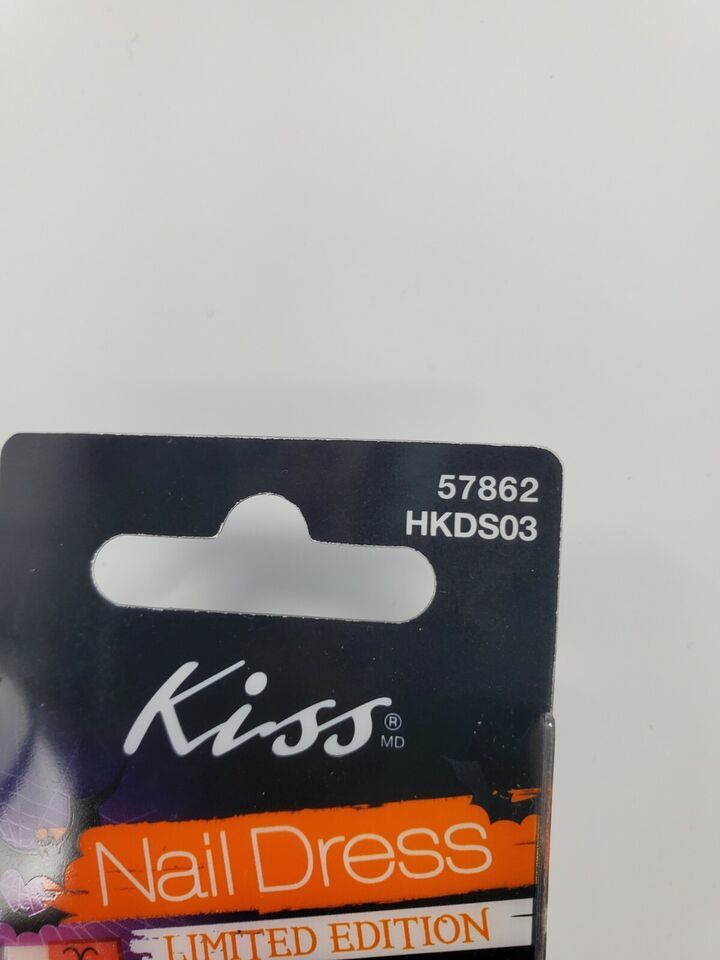 57862
HKDS03
Kiss®
MD
Nail Dress
LIMITED EDITION